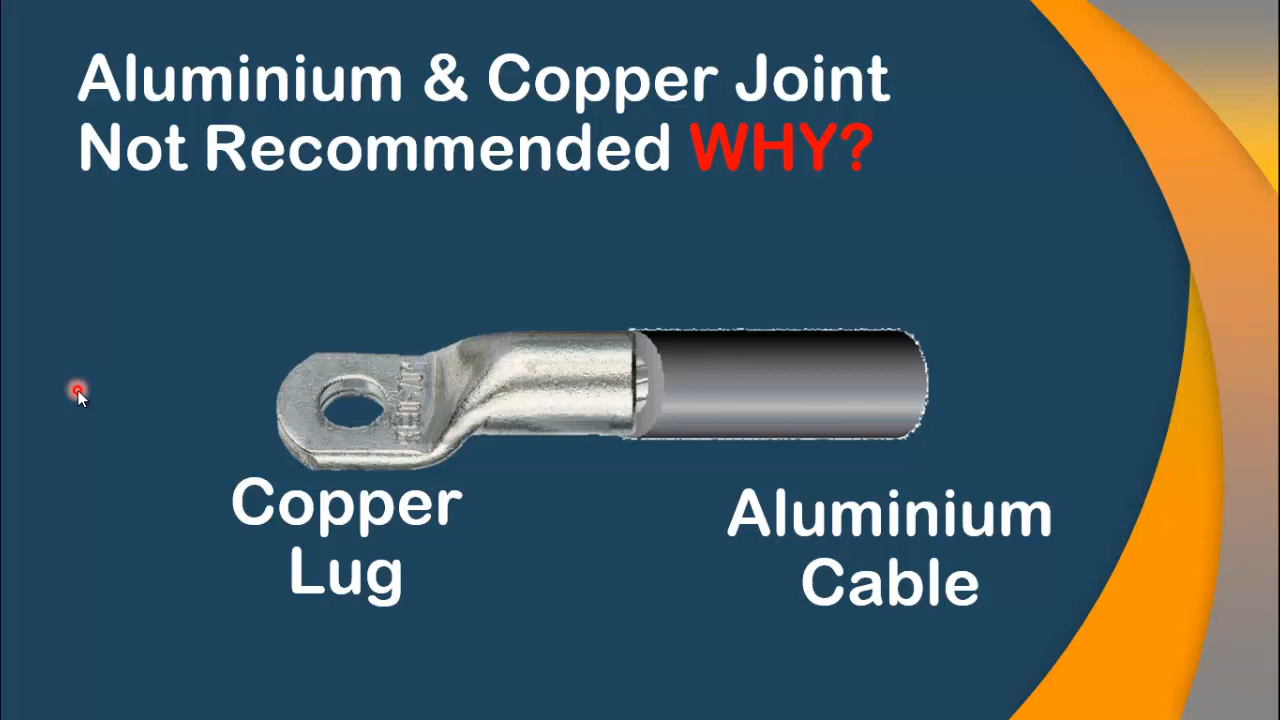 Aluminium & Copper Joint
Not Recommended WHY?
Copper
Lug
Aluminium
Cable